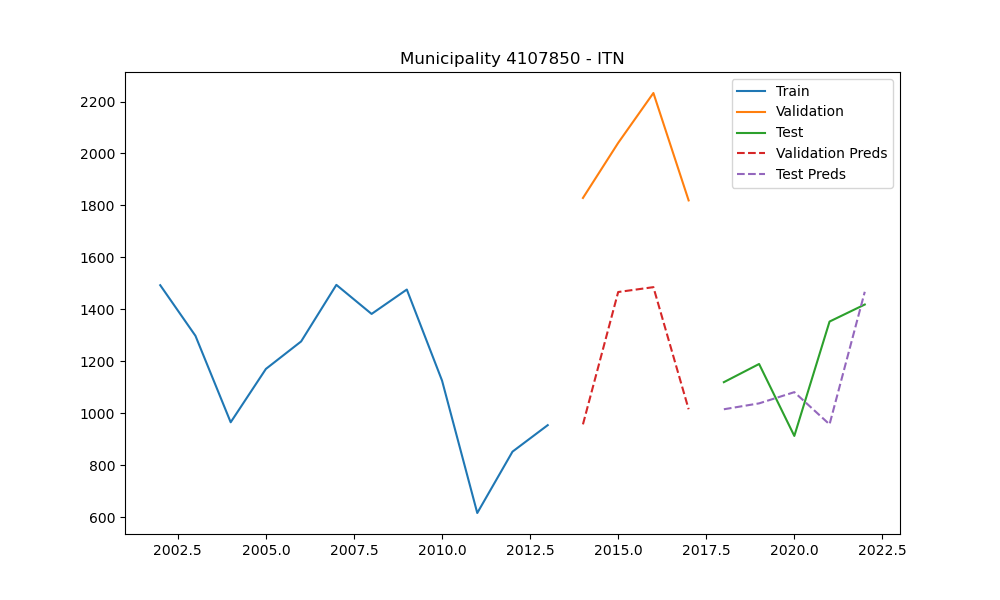 Municipality 4107850 - ITN
Train
Validation
Test
Validation Preds
Test Preds
2200
2000
1800
1600
1400
1200
1000
800
600
2002.5 2005.0 2007.5 2010.0 2012.5 2015.0 2017.5 2020.0 2022.5